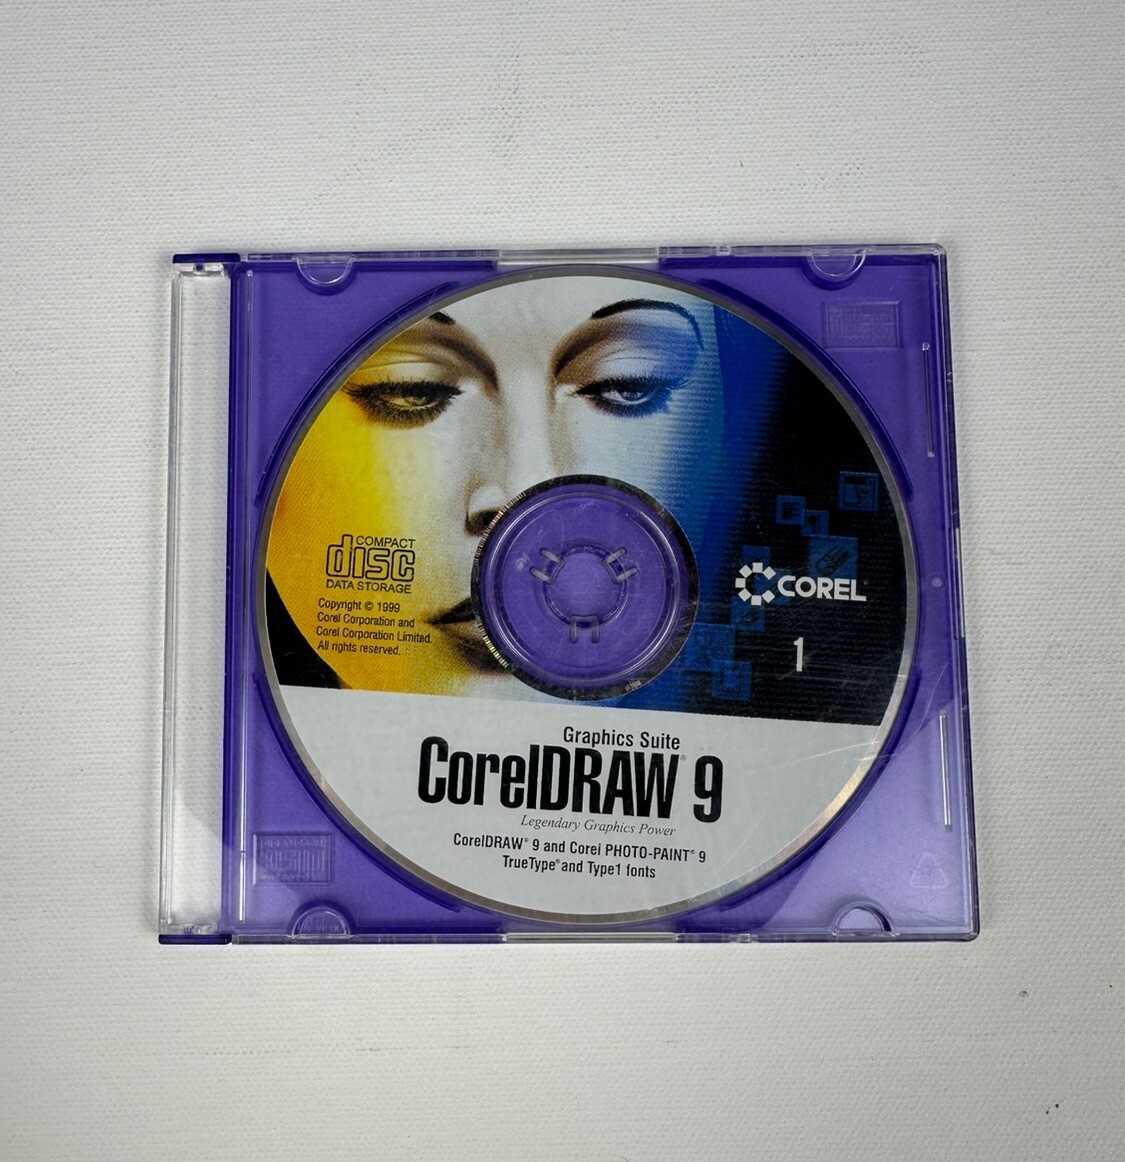 COMPACT
disc
DATA STORAGE
Copyright © 1999
Corel Corporation and
Corel Corporation Limited.
All rights reserved.
COREL
1
Graphics Suite
CorelDRAW® 9
Legendary Graphics Power
CorelDRAW® 9 and Corel PHOTO-PAINT® 9
TrueType® and Type1 fonts